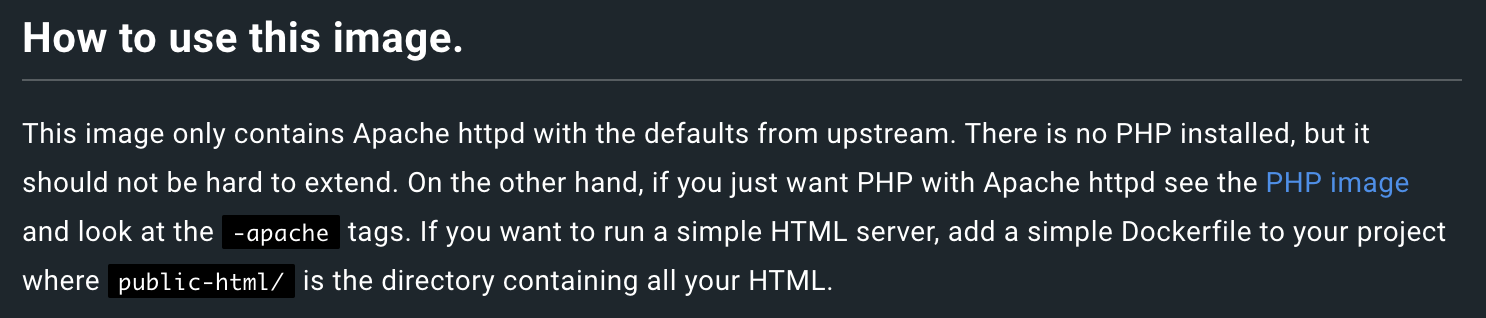 How to use this image.
This image only contains Apache httpd with the defaults from upstream. There is no PHP installed, but it
should not be hard to extend. On the other hand, if you just want PHP with Apache httpd see the PHP image
and look at the -apache tags. If you want to run a simple HTML server, add a simple Dockerfile to your project
where public-html/ is the directory containing all your HTML.